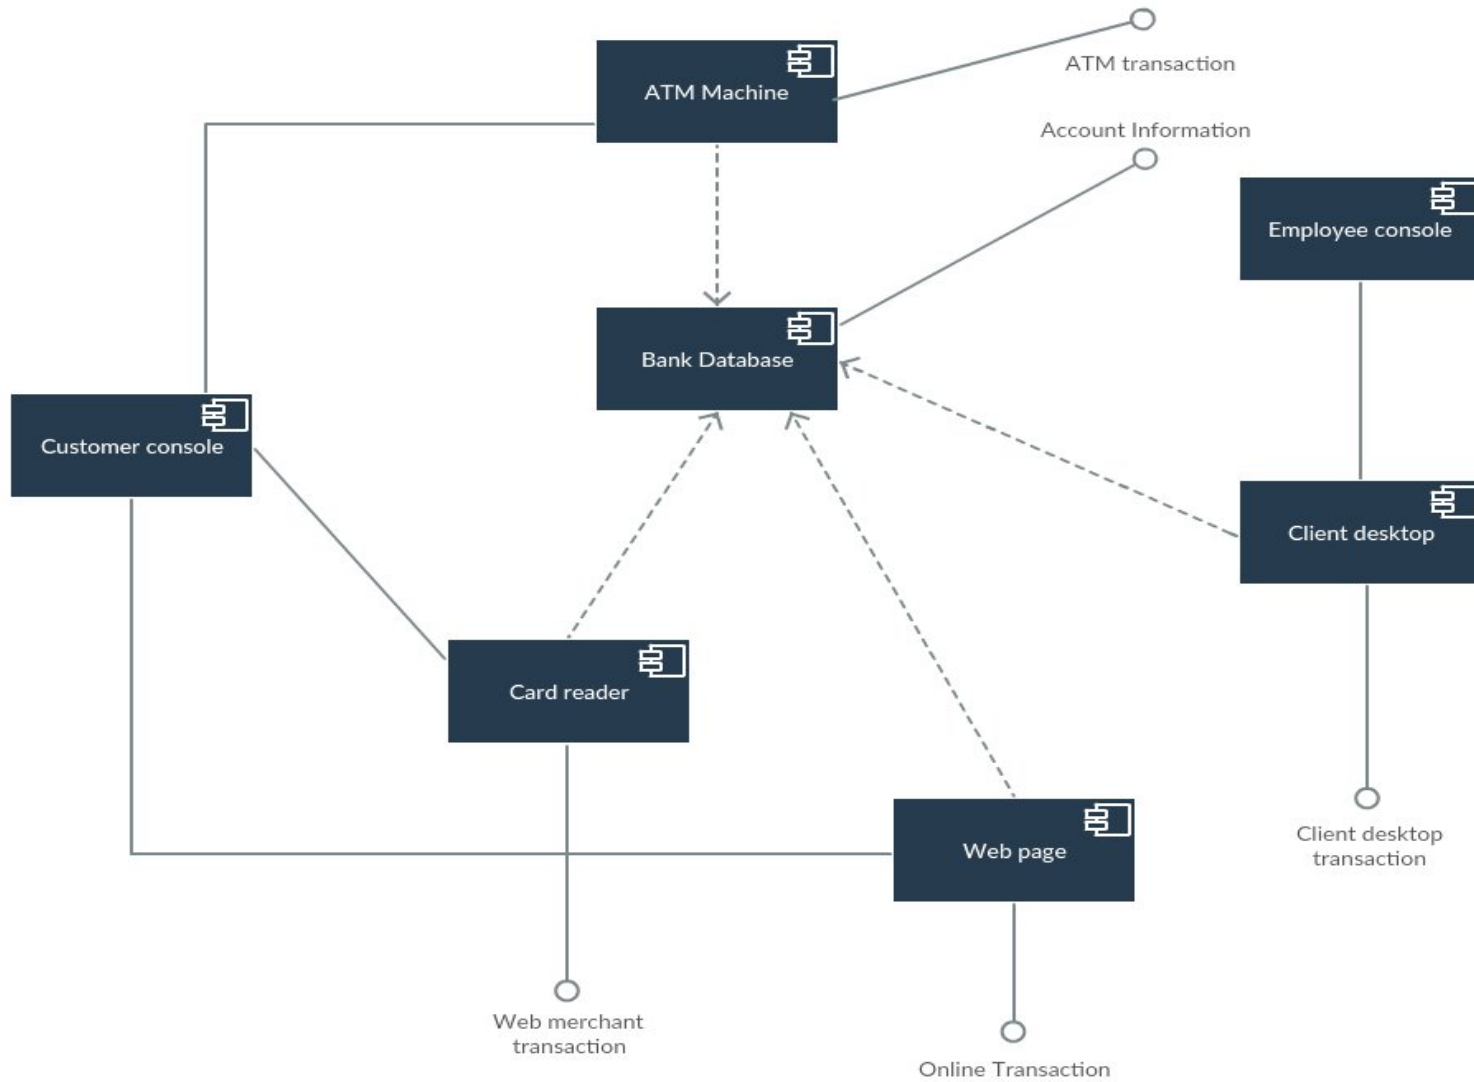 ATM transaction
ATM Machine
Account Information
Employee console
Bank Database
Customer console
Client desktop
Card reader
Client desktop
transaction
Web page
Web merchant
transaction
Online Transaction